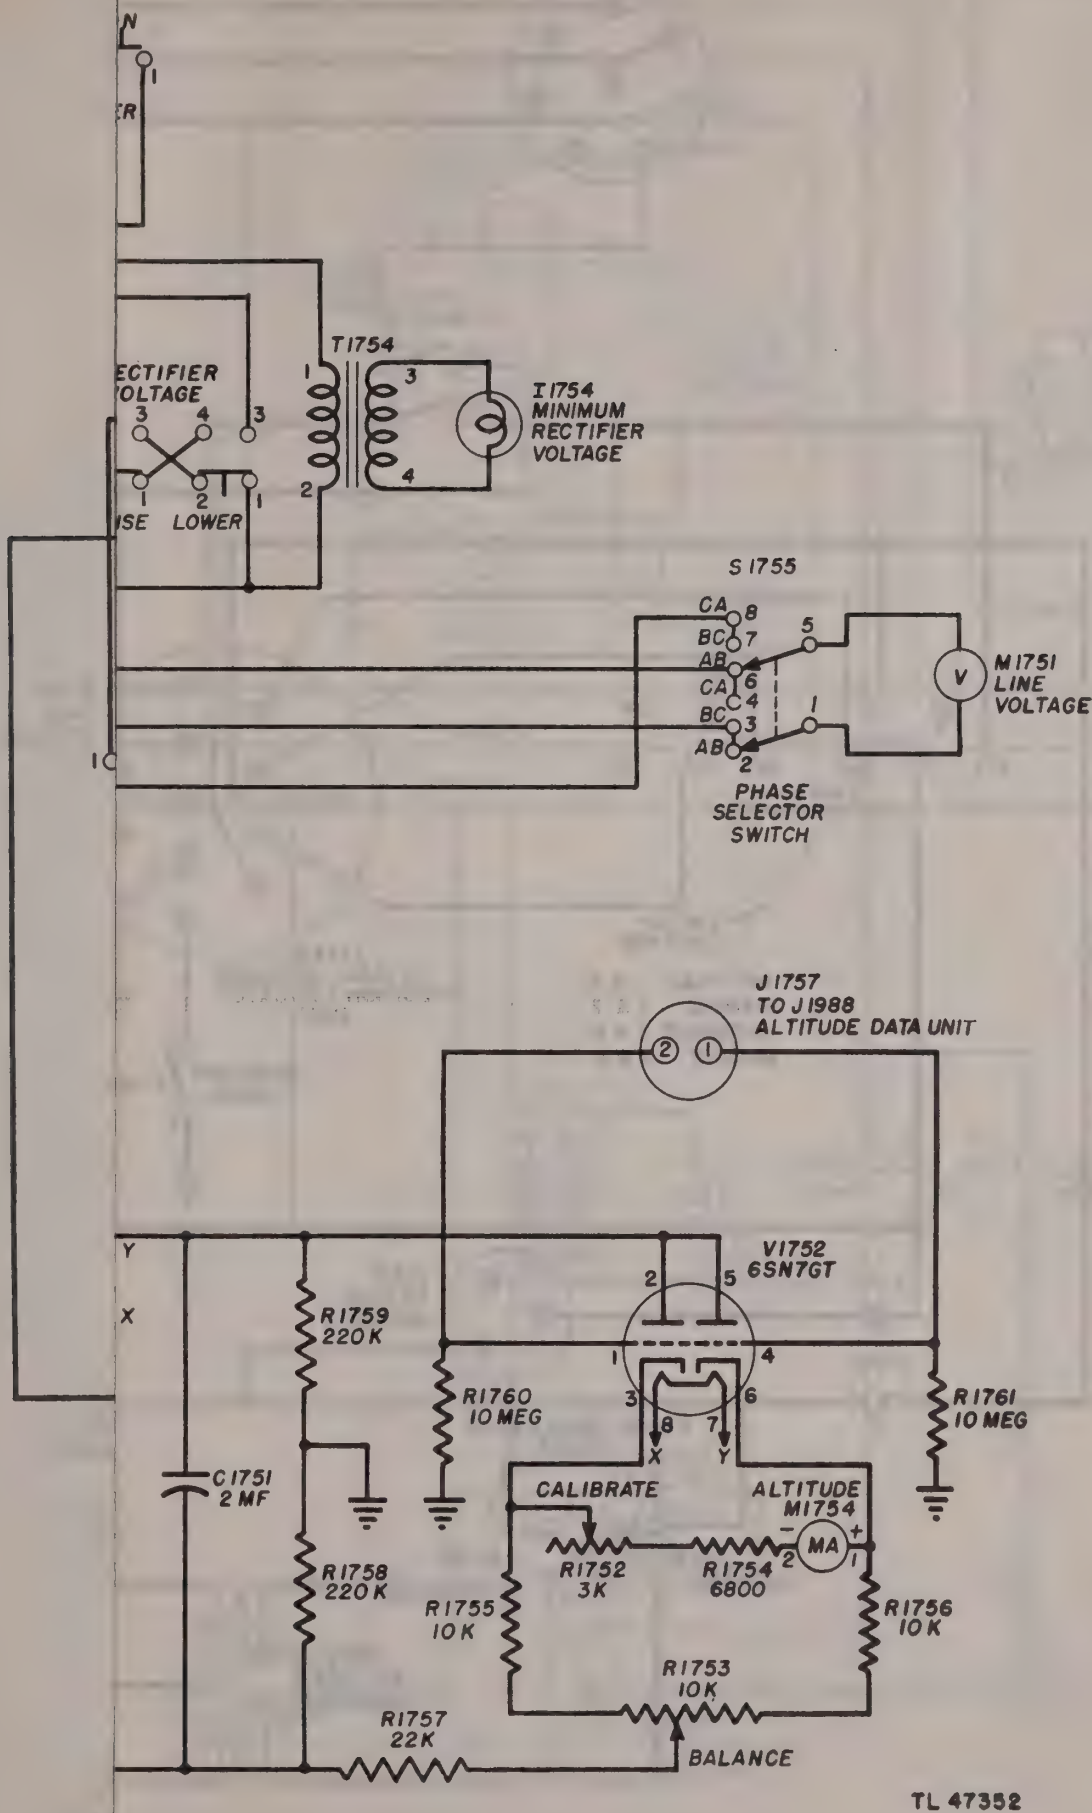 N
1
ER
T1754
1
3
I1754
MINIMUM
RECTIFIER
VOLTAGE
ECTIFIER
OLTAGE
3 4 3
2
4
1 2 1
ISE LOWER
S1755
CA 8
BC 7
5
AB 6
CA 4
BC 3
1
AB 2
V
M1751
LINE
VOLTAGE
1
PHASE
SELECTOR
SWITCH
J1757
TO J1988
ALTITUDE DATA UNIT
2 1
Y
X
V1752
6SN7GT
2 5
R1759
220K
1 4
3 6
8 7
X Y
R1760
10 MEG
R1761
10 MEG
C1751
2 MF
CALIBRATE
ALTITUDE
M1754
- +
MA
2 1
R1752
3K
R1754
6800
R1758
220K
R1755
10K
R1756
10K
R1753
10K
R1757
22K
BALANCE
TL 47352